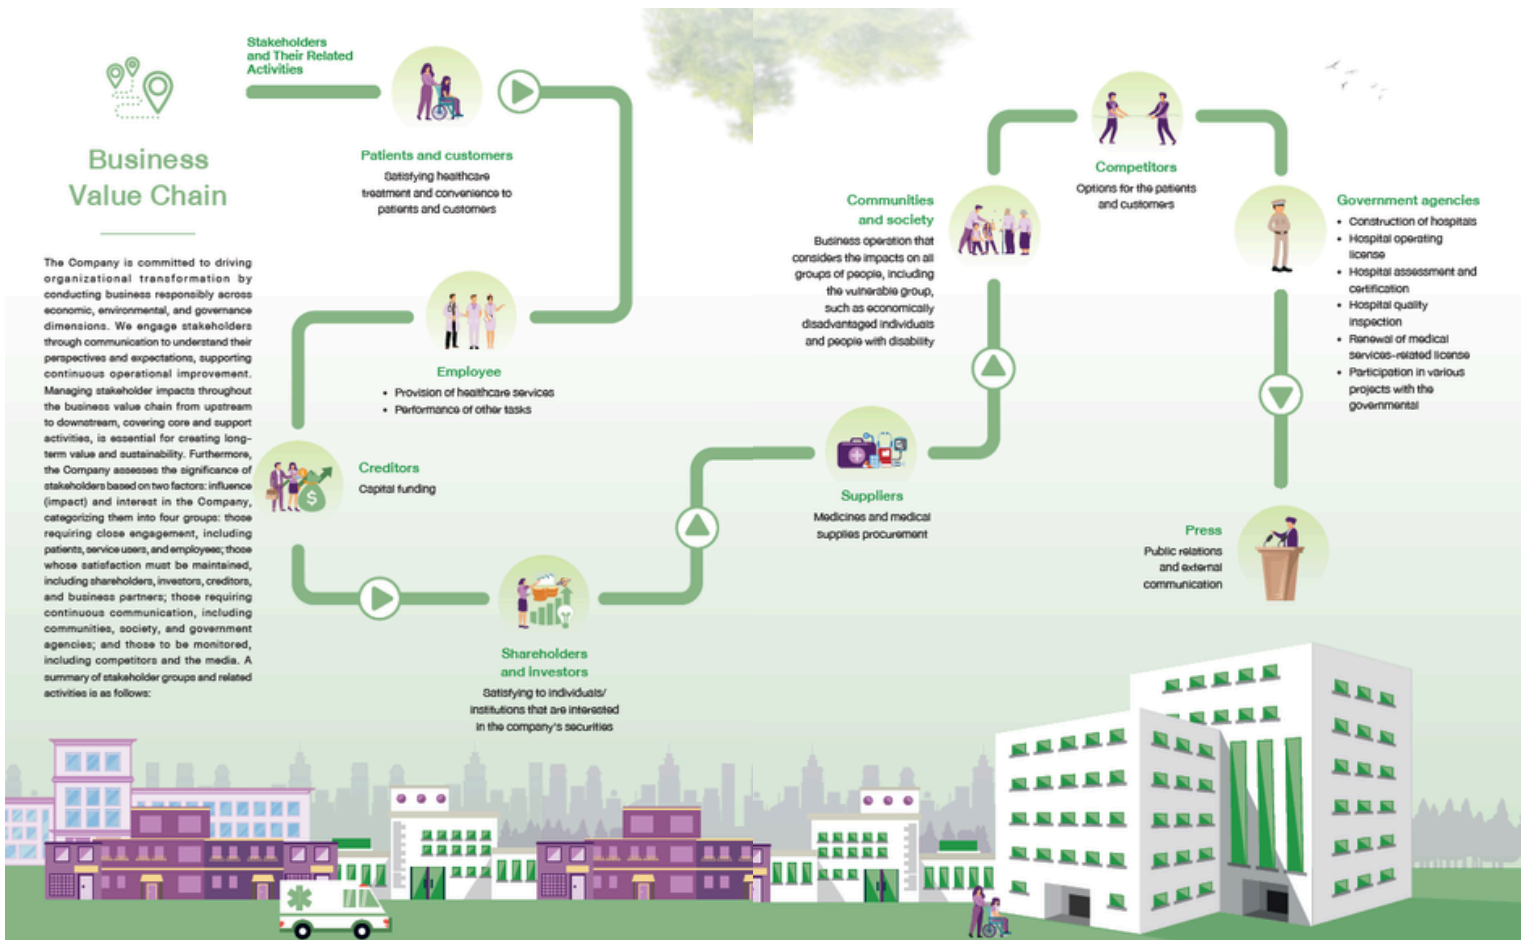 Business
Value Chain
The Company is committed to driving
organizational transformation by
conducting business responsibly across
economic, environmental, and governance
dimensions. We engage stakeholders
through communication to understand their
perspectives and expectations, supporting
continuous operational improvement.
Managing stakeholder impacts throughout
the business value chain from upstream
to downstream, covering core and support
activities, is essential for creating long-
term value and sustainability. Furthermore,
the Company assesses the significance of
stakeholders based on two factors: influence
(impact) and interest in the Company,
categorizing them into four groups: those
requiring close engagement, including
patients, service users, and employees; those
whose satisfaction must be maintained,
including shareholders, investors, creditors,
and business partners; those requiring
continuous communication, including
communities, society, and government
agencies; and those to be monitored,
including competitors and the media. A
summary of stakeholder groups and related
activities is as follows:
Stakeholders
and Their Related
Activities
Patients and customers
Satisfying healthcare
treatment and convenience to
patients and customers
Employee
• Provision of healthcare services
• Performance of other tasks
Creditors
Capital funding
$
Shareholders
and investors
Satisfying to individuals/
institutions that are interested
in the company's securities
Suppliers
Medicines and medical
supplies procurement
Communities
and society
Business operation that
considers the impacts on all
groups of people, including
the vulnerable group,
such as economically
disadvantaged individuals
and people with disability
Competitors
Options for the patients
and customers
Government agencies
• Construction of hospitals
• Hospital operating
license
• Hospital assessment and
certification
• Hospital quality
inspection
• Renewal of medical
services-related license
• Participation in various
projects with the
governmental
Press
Public relations
and external
communication